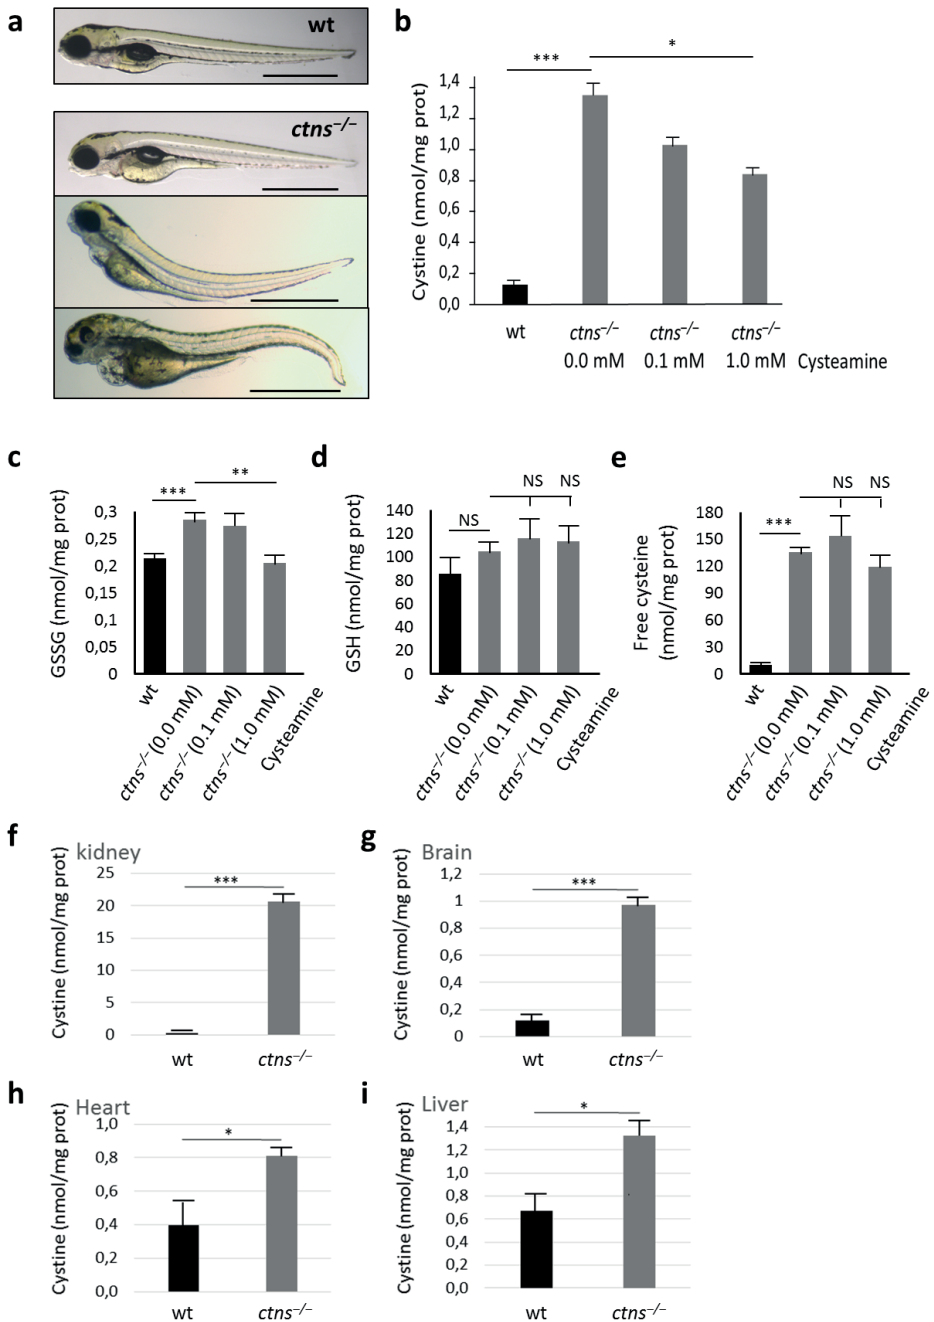 a
wt
ctns−/−
b
***
*
Cystine (nmol/mg prot)
1,4
1,2
1,0
0,8
0,6
0,4
0,2
0,0
wt ctns−/− ctns−/− ctns−/−
0.0 mM 0.1 mM 1.0 mM Cysteamine
c
**
***
GSSG (nmol/mg prot)
0,3
0,25
0,2
0,15
0,1
0,05
0
wt
ctns−/− (0.0 mM)
ctns−/− (0.1 mM)
ctns−/− (1.0 mM)
Cysteamine
d
NS NS
NS
GSH (nmol/mg prot)
140
120
100
80
60
40
20
0
wt
ctns−/− (0.0 mM)
ctns−/− (0.1 mM)
ctns−/− (1.0 mM)
Cysteamine
e
NS NS
***
Free cysteine
(nmol/mg prot)
180
150
120
90
60
30
0
wt
ctns−/− (0.0 mM)
ctns−/− (0.1 mM)
ctns−/− (1.0 mM)
Cysteamine
f
kidney
***
Cystine (nmol/mg prot)
25
20
15
10
5
0
wt ctns−/−
g
Brain
***
Cystine (nmol/mg prot)
1,2
1
0,8
0,6
0,4
0,2
0
wt ctns−/−
h
Heart
*
Cystine (nmol/mg prot)
1,0
0,8
0,6
0,4
0,2
0,0
wt ctns−/−
i
Liver
*
Cystine (nmol/mg prot)
1,4
1,2
1,0
0,8
0,6
0,4
0,2
0,0
wt ctns−/−